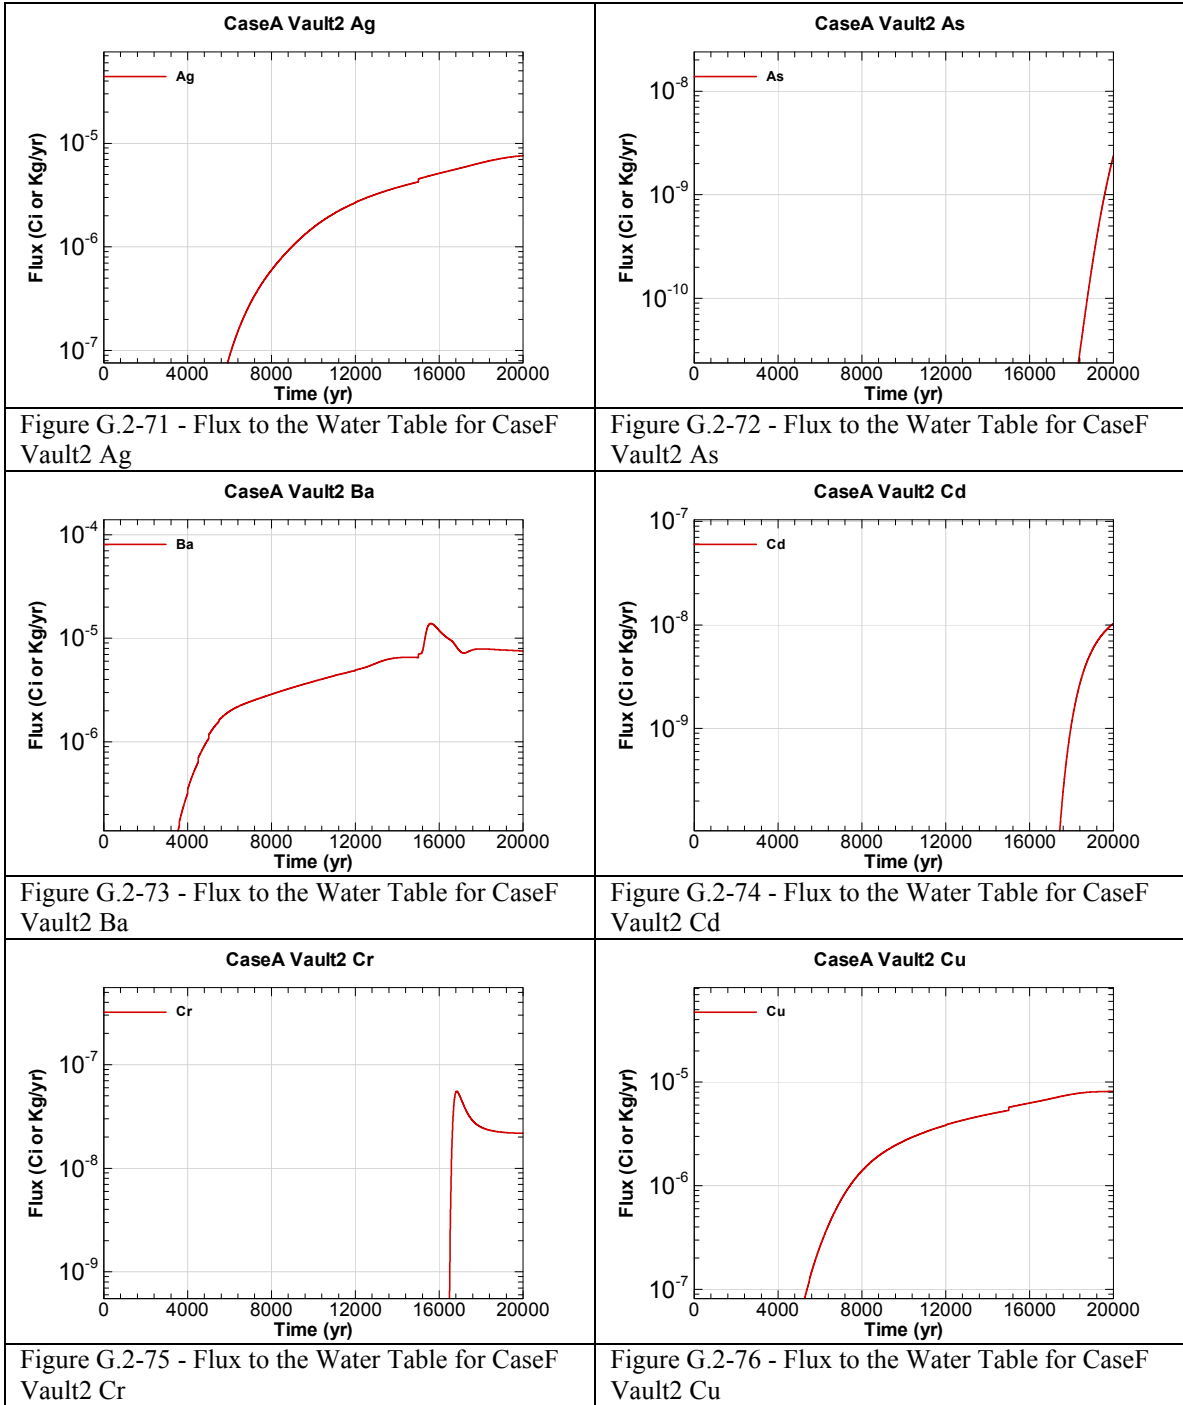 CaseA Vault2 Ag
Ag
Flux (Ci or Kg/yr)
10-5
10-6
10-7
0 4000 8000 12000 16000 20000
Time (yr)
Figure G.2-71 - Flux to the Water Table for CaseF
Vault2 Ag
CaseA Vault2 As
As
Flux (Ci or Kg/yr)
10-8
10-9
10-10
0 4000 8000 12000 16000 20000
Time (yr)
Figure G.2-72 - Flux to the Water Table for CaseF
Vault2 As
CaseA Vault2 Ba
Ba
Flux (Ci or Kg/yr)
10-4
10-5
10-6
0 4000 8000 12000 16000 20000
Time (yr)
Figure G.2-73 - Flux to the Water Table for CaseF
Vault2 Ba
CaseA Vault2 Cd
Cd
Flux (Ci or Kg/yr)
10-7
10-8
10-9
0 4000 8000 12000 16000 20000
Time (yr)
Figure G.2-74 - Flux to the Water Table for CaseF
Vault2 Cd
CaseA Vault2 Cr
Cr
Flux (Ci or Kg/yr)
10-7
10-8
10-9
0 4000 8000 12000 16000 20000
Time (yr)
Figure G.2-75 - Flux to the Water Table for CaseF
Vault2 Cr
CaseA Vault2 Cu
Cu
Flux (Ci or Kg/yr)
10-5
10-6
10-7
0 4000 8000 12000 16000 20000
Time (yr)
Figure G.2-76 - Flux to the Water Table for CaseF
Vault2 Cu